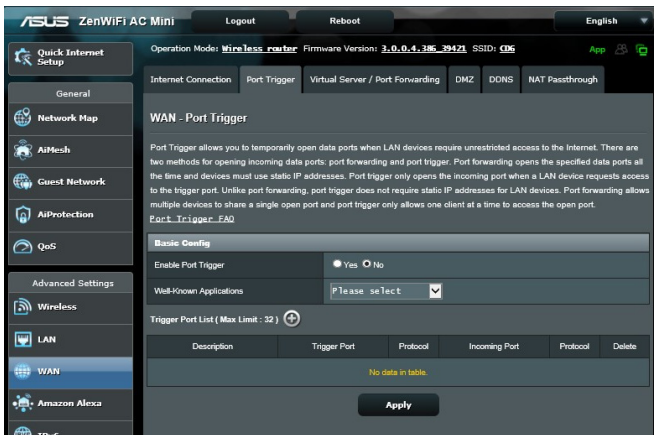 ASUS ZenWiFi AC Mini Logout Reboot English
Quick Internet Setup
Operation Mode: Wireless router Firmware Version: 3.0.0.4.386_39421 SSID: CD6 App
Internet Connection Port Trigger Virtual Server / Port Forwarding DMZ DDNS NAT Passthrough
General
Network Map
AiMesh
Guest Network
AiProtection
QoS
Advanced Settings
Wireless
LAN
WAN
Amazon Alexa
WAN - Port Trigger
Port Trigger allows you to temporarily open data ports when LAN devices require unrestricted access to the Internet. There are
two methods for opening incoming data ports: port forwarding and port trigger. Port forwarding opens the specified data ports all
the time and devices must use static IP addresses. Port trigger only opens the incoming port when a LAN device requests access
to the trigger port. Unlike port forwarding, port trigger does not require static IP addresses for LAN devices. Port forwarding allows
multiple devices to share a single open port and port trigger only allows one client at a time to access the open port.
Port Trigger FAQ
Basic Config
Enable Port Trigger Yes No
Well-Known Applications Please select
Trigger Port List ( Max Limit : 32 )
Description Trigger Port Protocol Incoming Port Protocol Delete
No data in table.
Apply